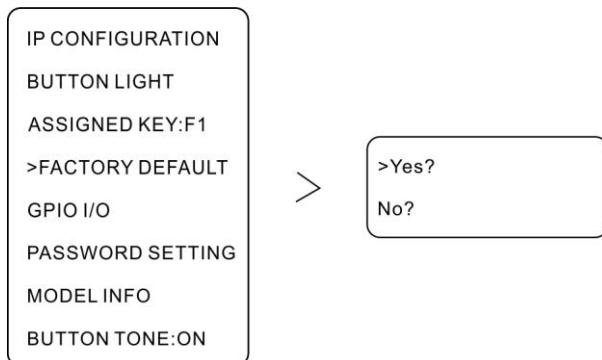 IP CONFIGURATION
BUTTON LIGHT
ASSIGNED KEY:F1
>FACTORY DEFAULT
GPIO I/O
PASSWORD SETTING
MODEL INFO
BUTTON TONE:ON
>
>Yes?
No?